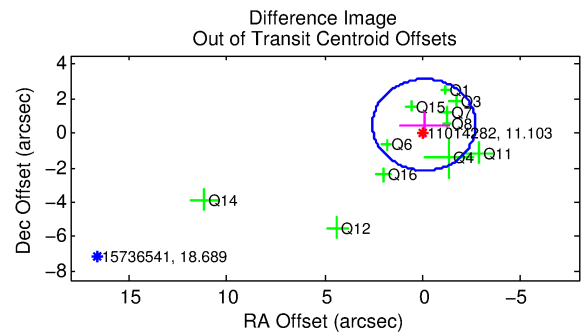 Difference Image
Out of Transit Centroid Offsets
Dec Offset (arcsec)
4
2
0
−2
−4
−6
−8
Q1
Q3
Q15
Q7
Q8
11014282, 11.103
Q6
Q4
Q11
Q16
Q14
Q12
15736541, 18.689
15
10
5
0
−5
RA Offset (arcsec)